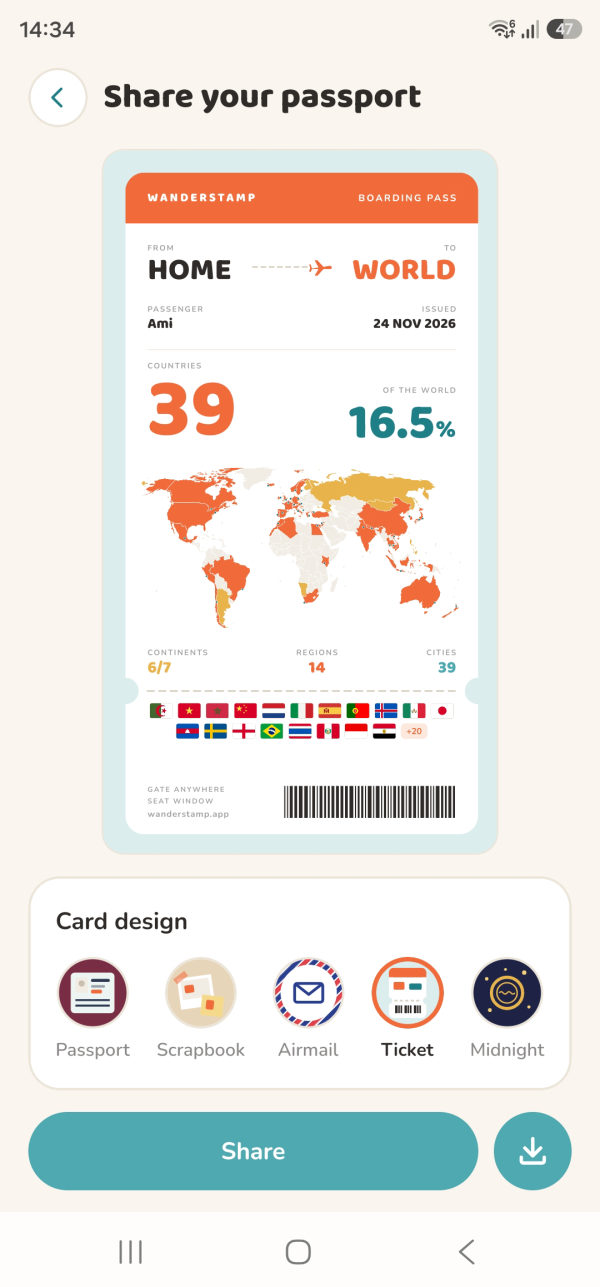 14:34
6
47
Share your passport
WANDERSTAMP BOARDING PASS
FROM TO
HOME WORLD
PASSENGER ISSUED
Ami 24 NOV 2026
COUNTRIES
39
OF THE WORLD
16.5%
CONTINENTS REGIONS CITIES
6/7 14 39
+20
GATE ANYWHERE
SEAT WINDOW
wanderstamp.app
Card design
Passport Scrapbook Airmail Ticket Midnight
Share